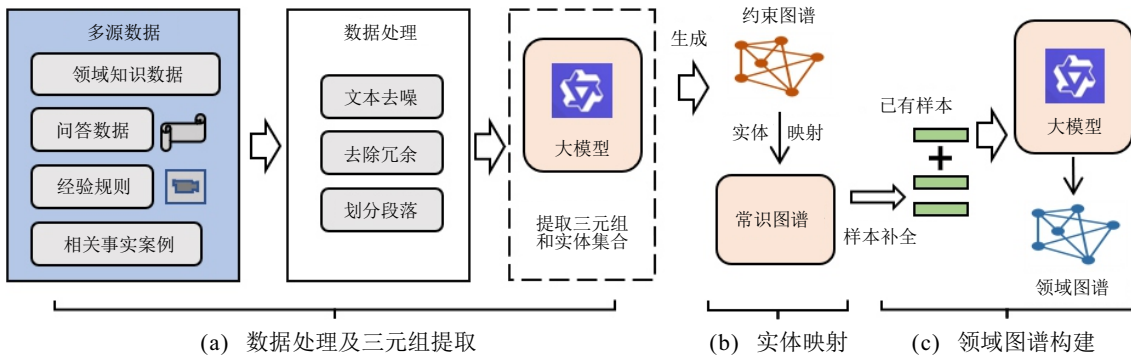 多源数据
领域知识数据
问答数据
经验规则
相关事实案例
数据处理
文本去噪
去除冗余
划分段落
大模型
提取三元组
和实体集合
生成
约束图谱
实体 映射
常识图谱
样本补全
已有样本
大模型
领域图谱
(a) 数据处理及三元组提取
(b) 实体映射
(c) 领域图谱构建